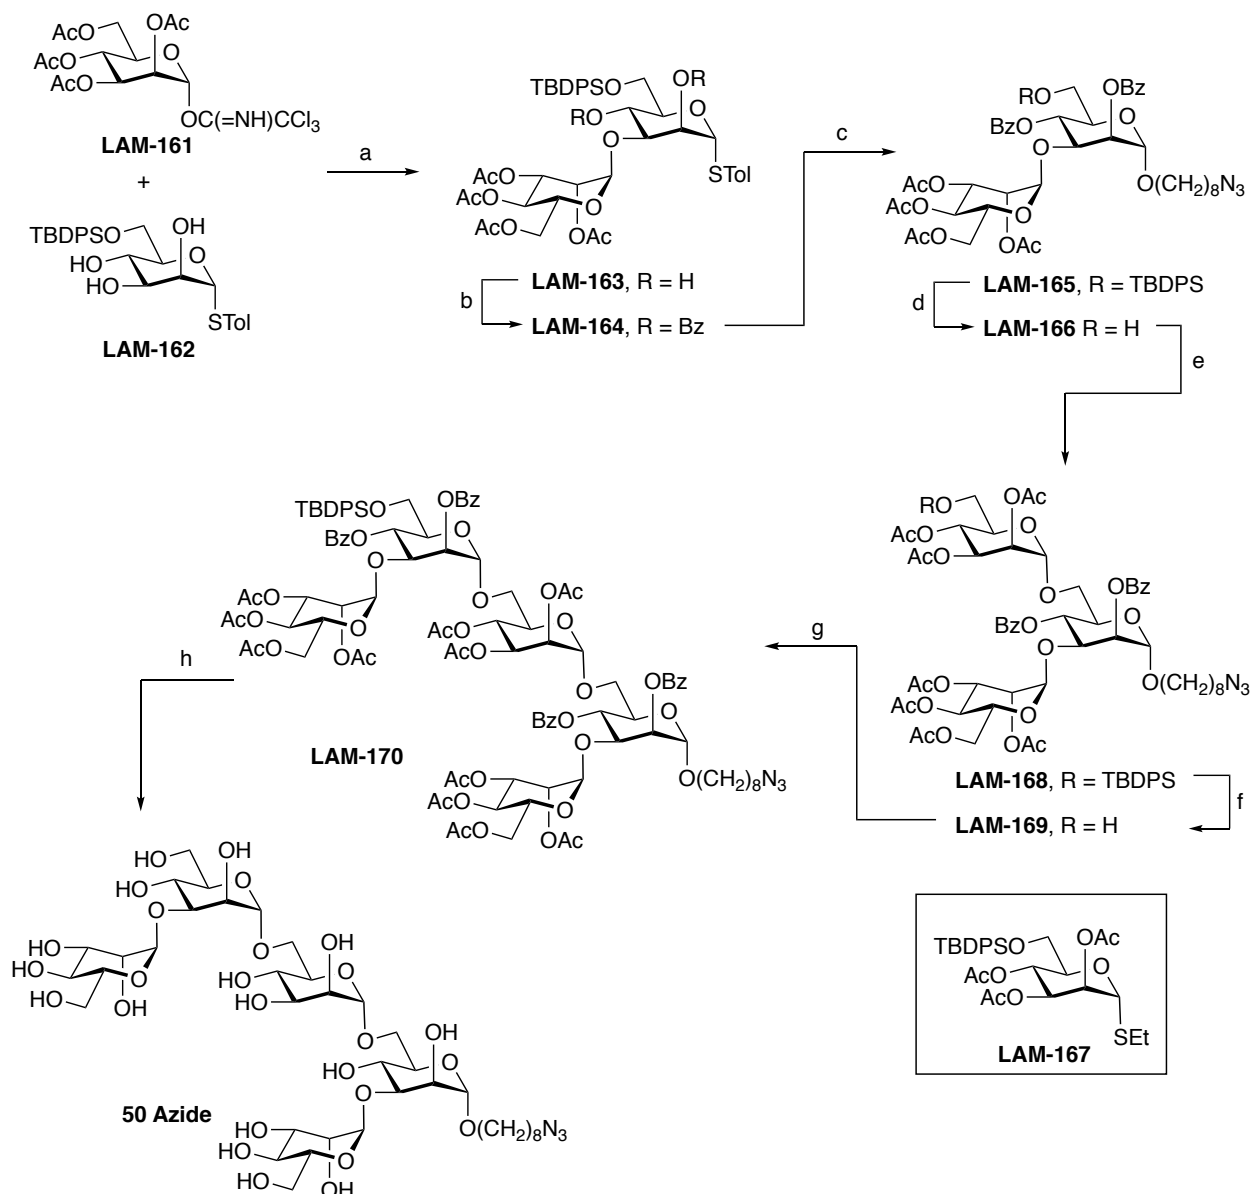 AcO
OAc
AcO
AcO
O
OC(=NH)CCl3
LAM-161
+
TBDPSO
OH
HO
HO
O
STol
LAM-162
a
TBDPSO
OR
RO
O
O
STol
AcO
AcO
AcO
O
OAc
LAM-163, R = H
b
LAM-164, R = Bz
c
RO
OBz
BzO
O
O
O(CH2)8N3
AcO
AcO
AcO
O
OAc
LAM-165, R = TBDPS
d
LAM-166 R = H
e
RO
OAc
AcO
AcO
O
O
OBz
BzO
O
O
O(CH2)8N3
AcO
AcO
AcO
O
OAc
LAM-168, R = TBDPS
f
LAM-169, R = H
g
TBDPSO
OBz
BzO
O
O
AcO
AcO
AcO
O
OAc
O
OAc
AcO
AcO
O
O
OBz
BzO
O
O
O(CH2)8N3
AcO
AcO
AcO
O
OAc
LAM-170
h
HO
OH
HO
O
O
HO
HO
HO
O
OH
O
OH
HO
HO
O
O
OH
HO
O
O
O(CH2)8N3
HO
HO
HO
O
OH
50 Azide
TBDPSO
OAc
AcO
AcO
O
SEt
LAM-167